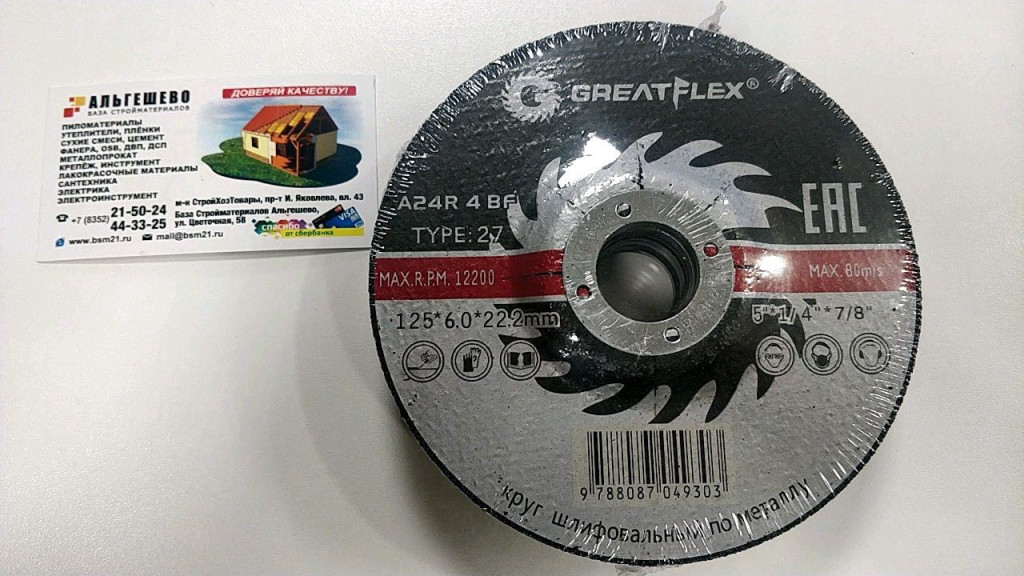 АЛЬГЕШЕВО
БАЗА СТРОЙМАТЕРИАЛОВ
ДОВЕРЯЙ КАЧЕСТВУ!
ПИЛОМАТЕРИАЛЫ
УТЕПЛИТЕЛИ, ПЛЁНКИ
СУХИЕ СМЕСИ, ЦЕМЕНТ
ФАНЕРА, OSB, ДВП, ДСП
МЕТАЛЛОПРОКАТ
КРЕПЁЖ, ИНСТРУМЕНТ
ЛАКОКРАСОЧНЫЕ МАТЕРИАЛЫ
САНТЕХНИКА
ЭЛЕКТРИКА
ЭЛЕКТРОИНСТРУМЕНТ
+7 (8352) 21-50-24
44-33-25
www.bsm21.ru mail@bsm21.ru
м-н СтройХозТовары, пр-т И. Яковлева, вл. 43
База Стройматериалов Альгешево,
ул. Цветочная, 58
спасибо
от сбербанка
VISA
GREATFLEX®
A24R 4 BF
TYPE: 27
EAC
MAX.R.P.M. 12200
MAX. 80m/s
125*6.0*22.2mm
5"*1/4"*7/8"
9 788087 049303
круг шлифовальный по металлу